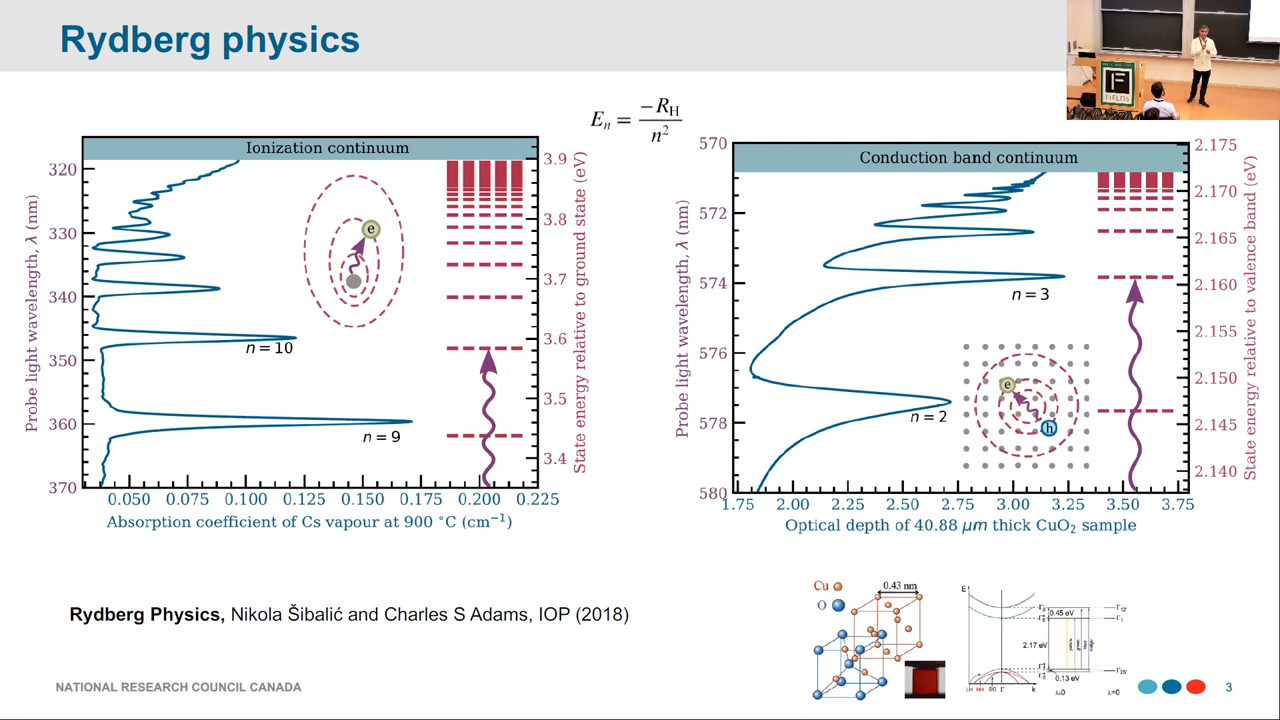 Rydberg physics
FIELDS
E_n = −R_H / n²
Ionization continuum
320
330
340
350
360
370
Probe light wavelength, λ (nm)
e
n = 10
n = 9
3.9
3.8
3.7
3.6
3.5
3.4
State energy relative to ground state (eV)
0.050 0.075 0.100 0.125 0.150 0.175 0.200 0.225
Absorption coefficient of Cs vapour at 900 °C (cm⁻¹)
Conduction band continuum
570
572
574
576
578
580
Probe light wavelength, λ (nm)
n = 3
n = 2
e
h
2.175
2.170
2.165
2.160
2.155
2.150
2.145
2.140
State energy relative to valence band (eV)
1.75 2.00 2.25 2.50 2.75 3.00 3.25 3.50 3.75
Optical depth of 40.88 μm thick CuO₂ sample
Rydberg Physics, Nikola Šibalić and Charles S Adams, IOP (2018)
Cu
O
0.43 nm
E
0.45 eV
2.17 eV
0.13 eV
LH HH SO Γ k
λ≠0 λ=0
NATIONAL RESEARCH COUNCIL CANADA
3